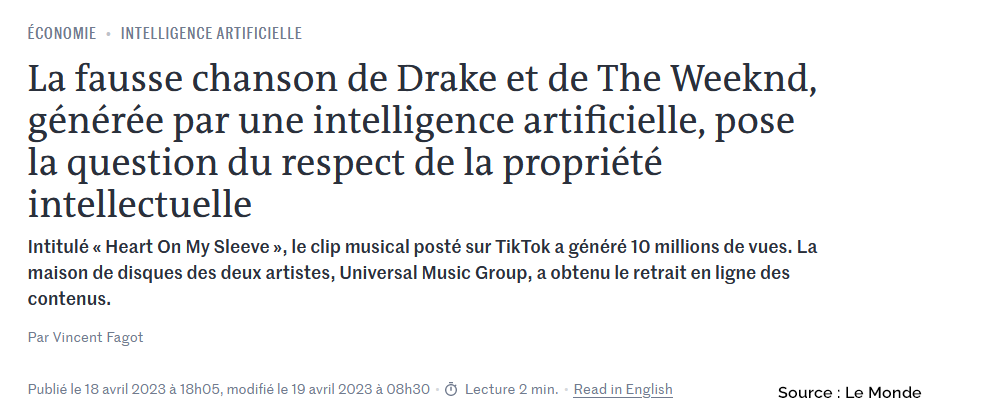 ÉCONOMIE • INTELLIGENCE ARTIFICIELLE
La fausse chanson de Drake et de The Weeknd,
générée par une intelligence artificielle, pose
la question du respect de la propriété
intellectuelle
Intitulé « Heart On My Sleeve », le clip musical posté sur TikTok a généré 10 millions de vues. La
maison de disques des deux artistes, Universal Music Group, a obtenu le retrait en ligne des
contenus.
Par Vincent Fagot
Publié le 18 avril 2023 à 18h05, modifié le 19 avril 2023 à 08h30 • Lecture 2 min. • Read in English
Source : Le Monde